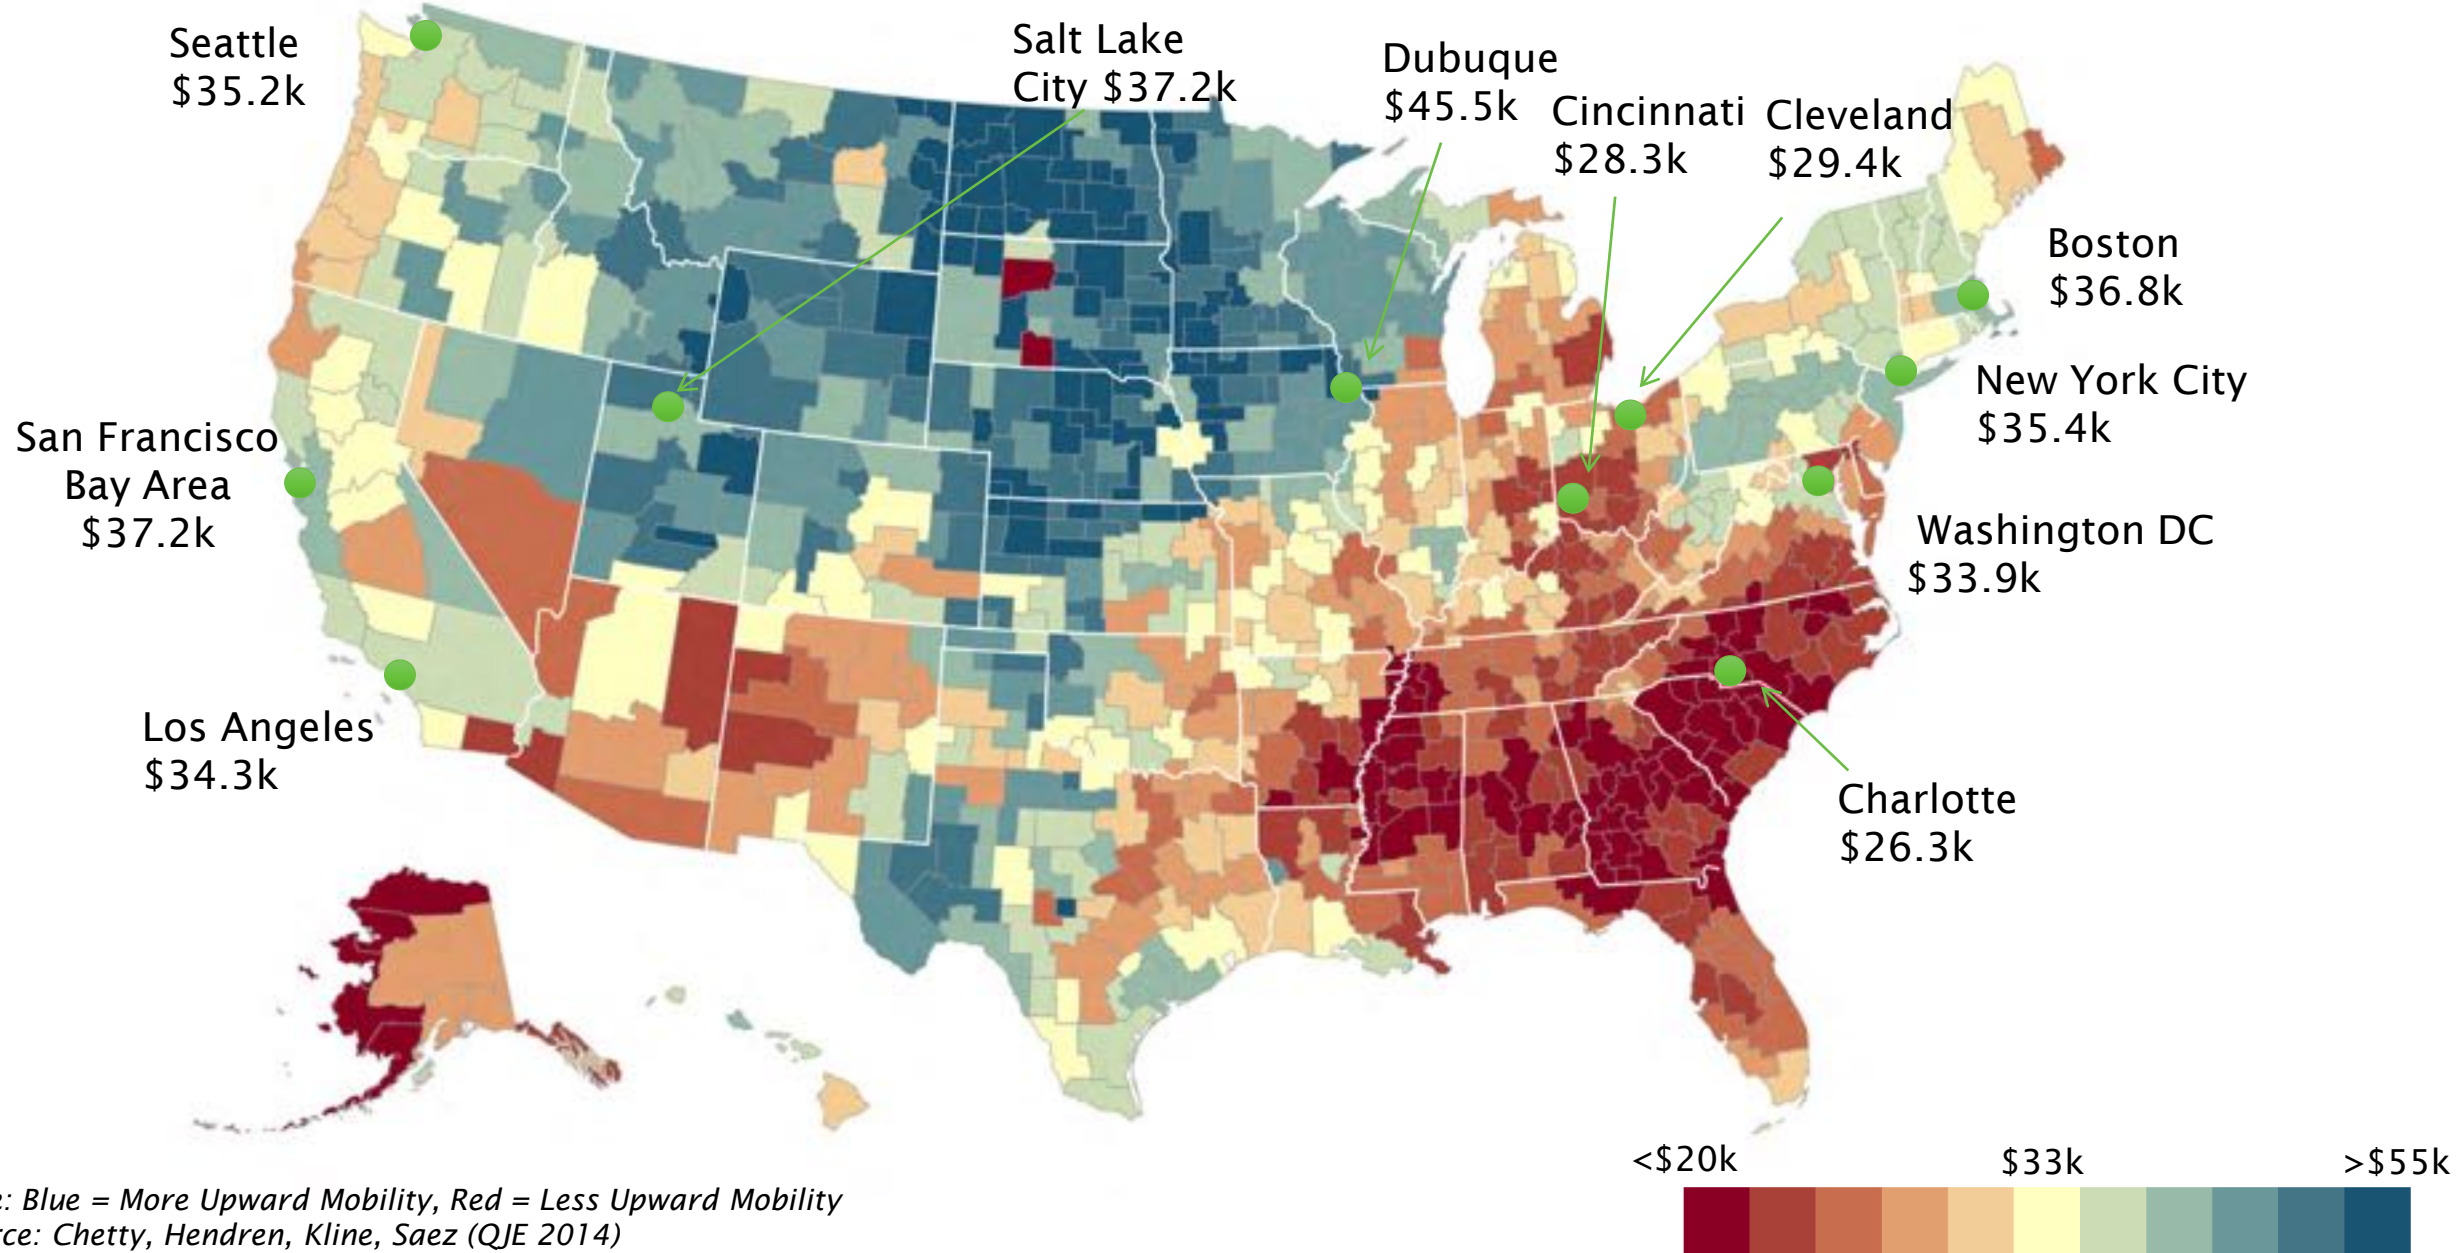 Seattle
$35.2k
Salt Lake
City $37.2k
Dubuque
$45.5k
Cincinnati
$28.3k
Cleveland
$29.4k
Boston
$36.8k
New York City
$35.4k
San Francisco
Bay Area
$37.2k
Washington DC
$33.9k
Los Angeles
$34.3k
Charlotte
$26.3k
<$20k
$33k
>$55k
: Blue = More Upward Mobility, Red = Less Upward Mobility
rce: Chetty, Hendren, Kline, Saez (QJE 2014)